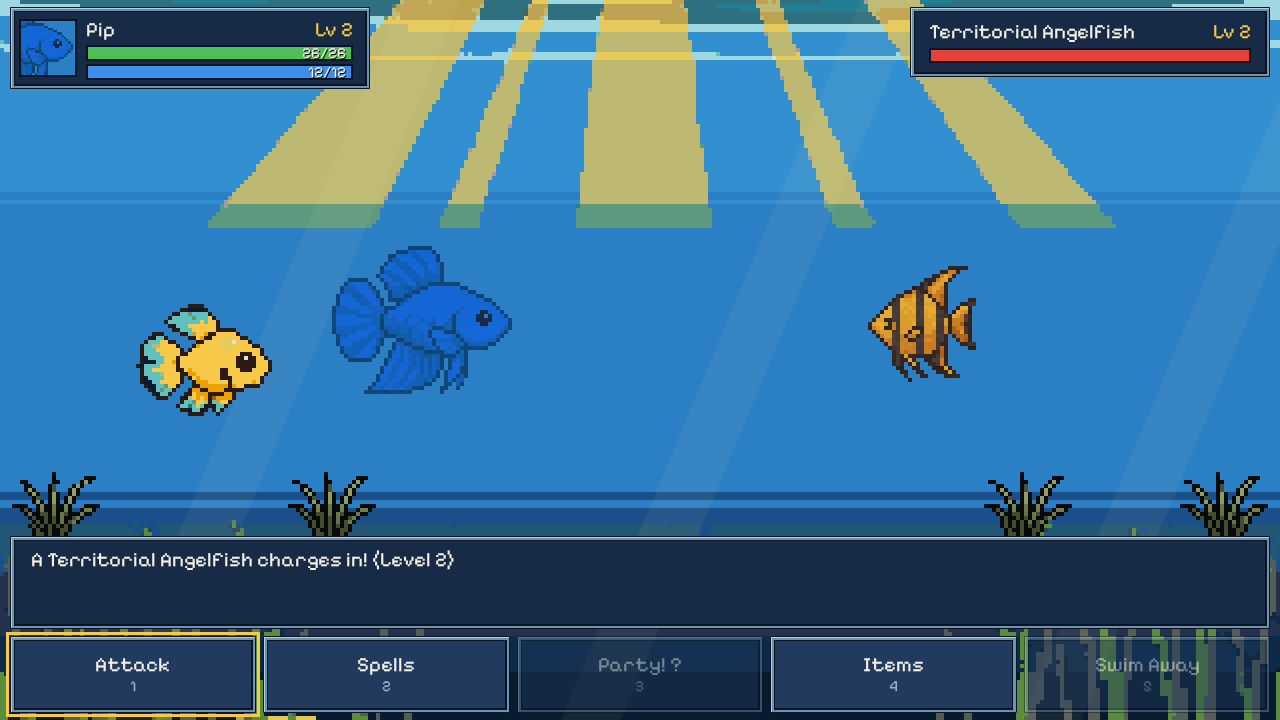 Pip Lv 2
26/26
12/12
Territorial Angelfish Lv 2
A Territorial Angelfish charges in! (Level 2)
Attack
1
Spells
2
Party! ?
3
Items
4
Swim Away